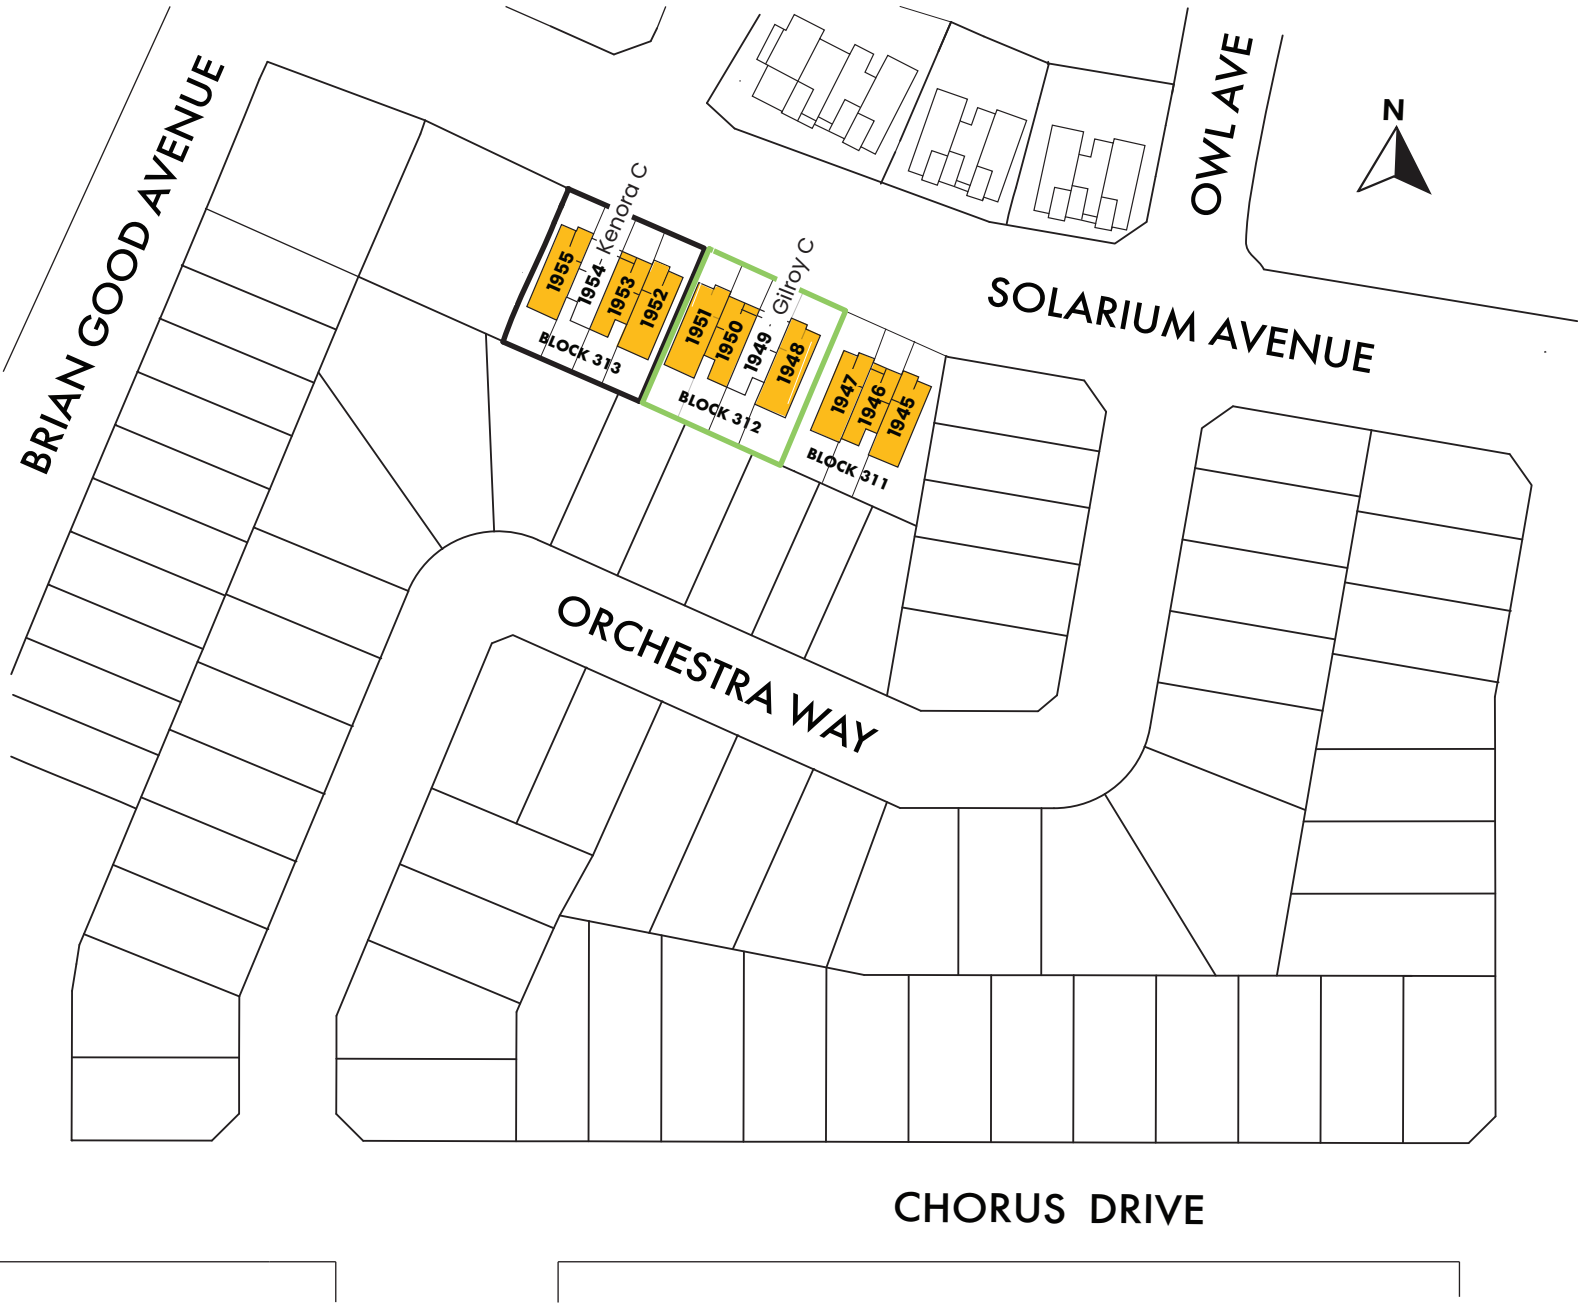 BRIAN GOOD AVENUE
OWL AVE
N
SOLARIUM AVENUE
Kenora C
Gilroy C
1955
1954
1953
1952
BLOCK 313
1951
1950
1949
1948
BLOCK 312
1947
1946
1945
BLOCK 311
ORCHESTRA WAY
CHORUS DRIVE